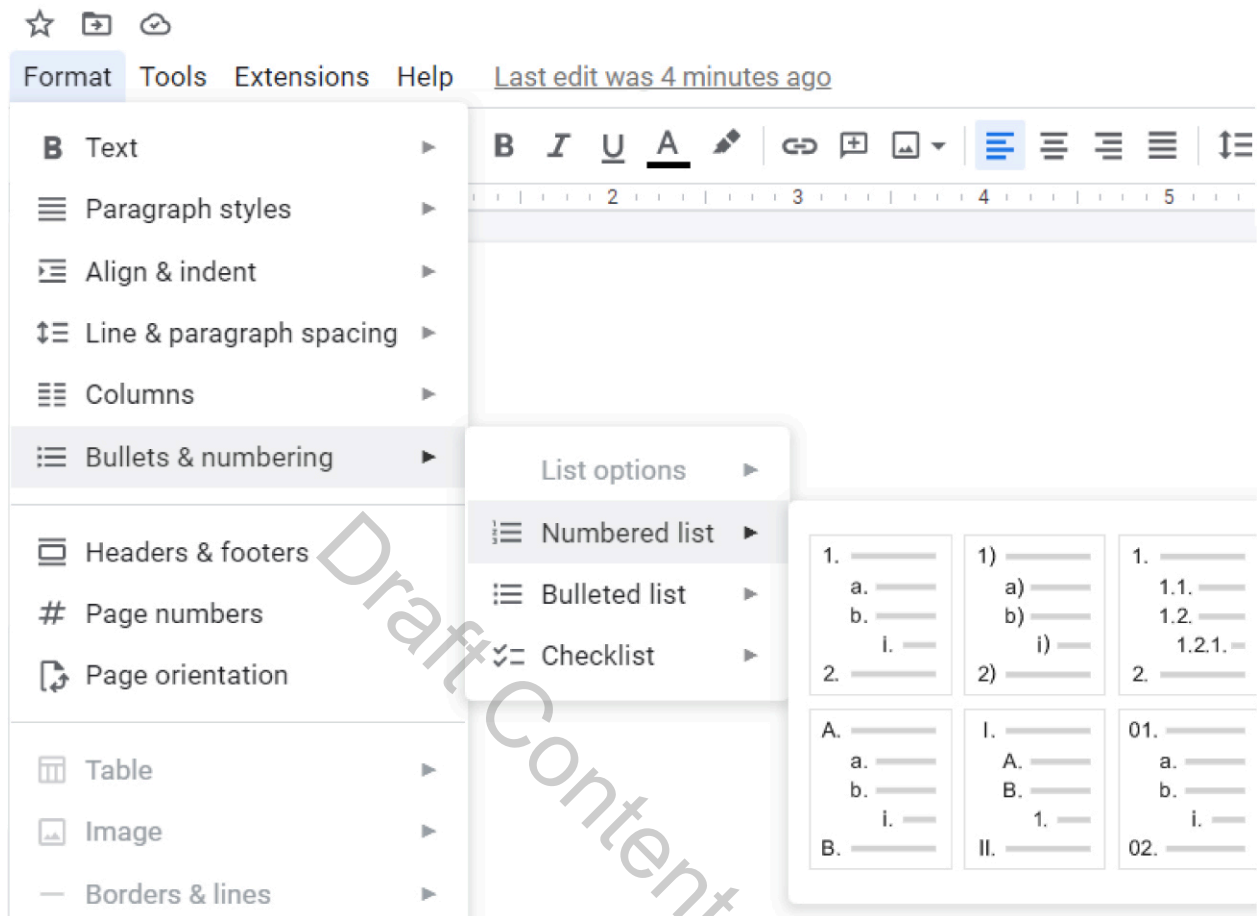 Format Tools Extensions Help Last edit was 4 minutes ago
B Text
B I U A
Paragraph styles
2 3 4 5
Align & indent
Line & paragraph spacing
Columns
Bullets & numbering
List options
Numbered list
Bulleted list
Checklist
Headers & footers
# Page numbers
Page orientation
Table
Image
Borders & lines
1.
a.
b.
i.
2.
1)
a)
b)
i)
2)
1.
1.1.
1.2.
1.2.1.
2.
A.
a.
b.
i.
B.
I.
A.
B.
1.
II.
01.
a.
b.
i.
02.
Draft Content